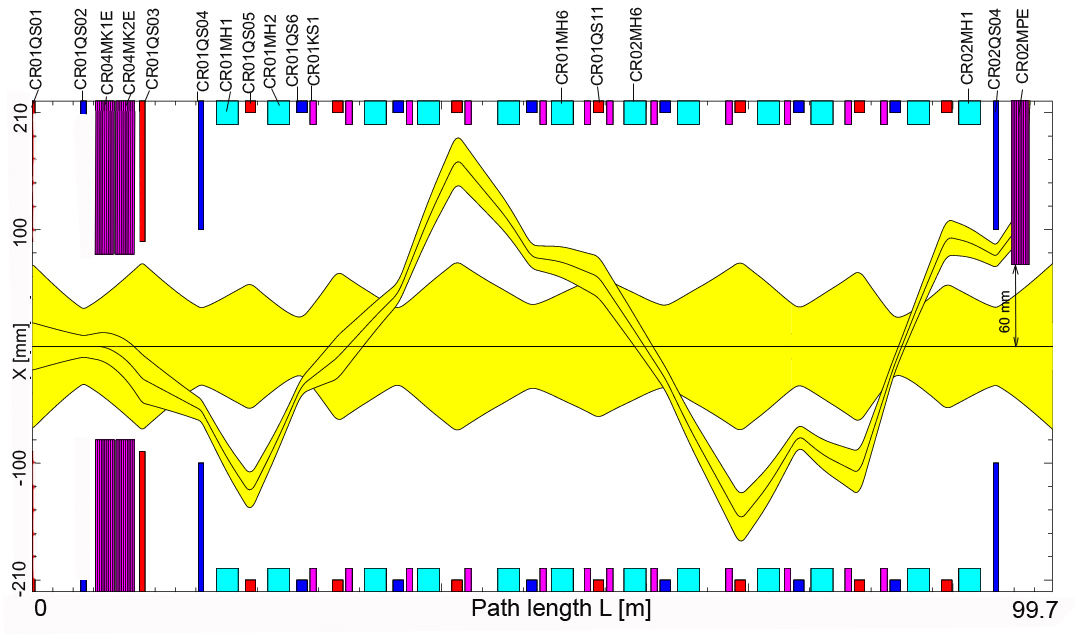 CR01QS01
CR01QS02
CR04MK1E
CR04MK2E
CR01QS03
CR01QS04
CR01MH1
CR01QS05
CR01MH2
CR01QS6
CR01KS1
CR01MH6
CR01QS11
CR02MH6
CR02MH1
CR02QS04
CR02MPE
210
100
X [mm]
-100
-210
60 mm
0
Path length L [m]
99.7